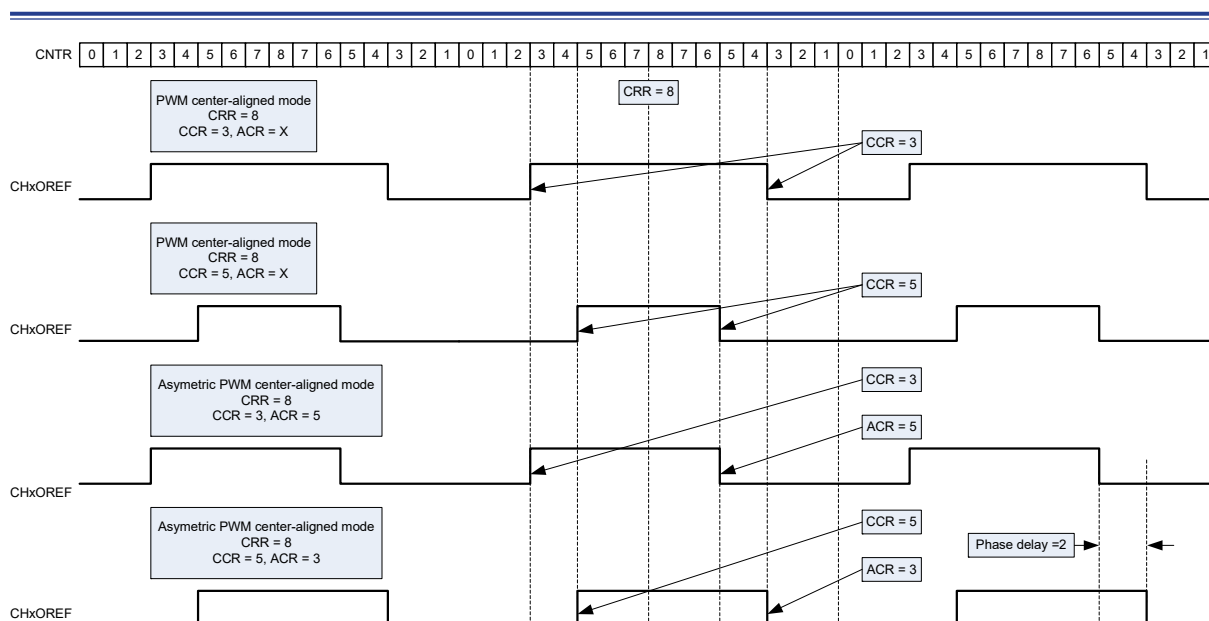 CNTR 0 1 2 3 4 5 6 7 8 7 6 5 4 3 2 1 0 1 2 3 4 5 6 7 8 7 6 5 4 3 2 1 0 1 2 3 4 5 6 7 8 7 6 5 4 3 2 1
PWM center-aligned mode
CRR = 8
CCR = 3, ACR = X
CRR = 8
CCR = 3
CHxOREF
PWM center-aligned mode
CRR = 8
CCR = 5, ACR = X
CCR = 5
CHxOREF
Asymetric PWM center-aligned mode
CRR = 8
CCR = 3, ACR = 5
CCR = 3
ACR = 5
CHxOREF
Asymetric PWM center-aligned mode
CRR = 8
CCR = 5, ACR = 3
CCR = 5
Phase delay =2
ACR = 3
CHxOREF